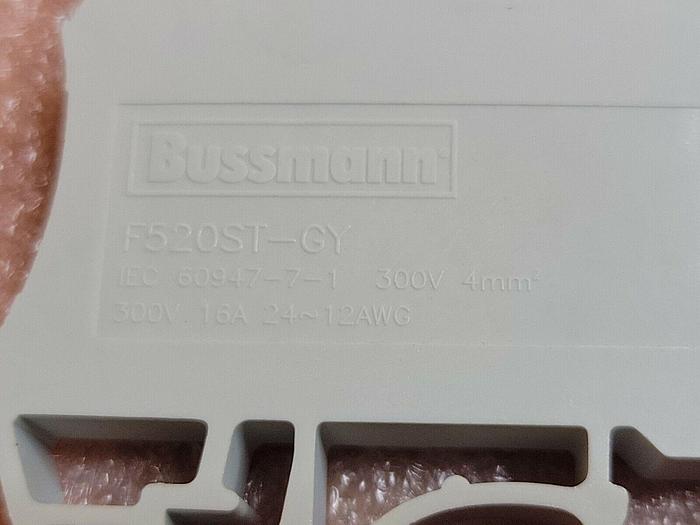 Bussmann
F520ST-GY
IEC 60947-7-1 300V 4mm²
300V 16A 24~12AWG